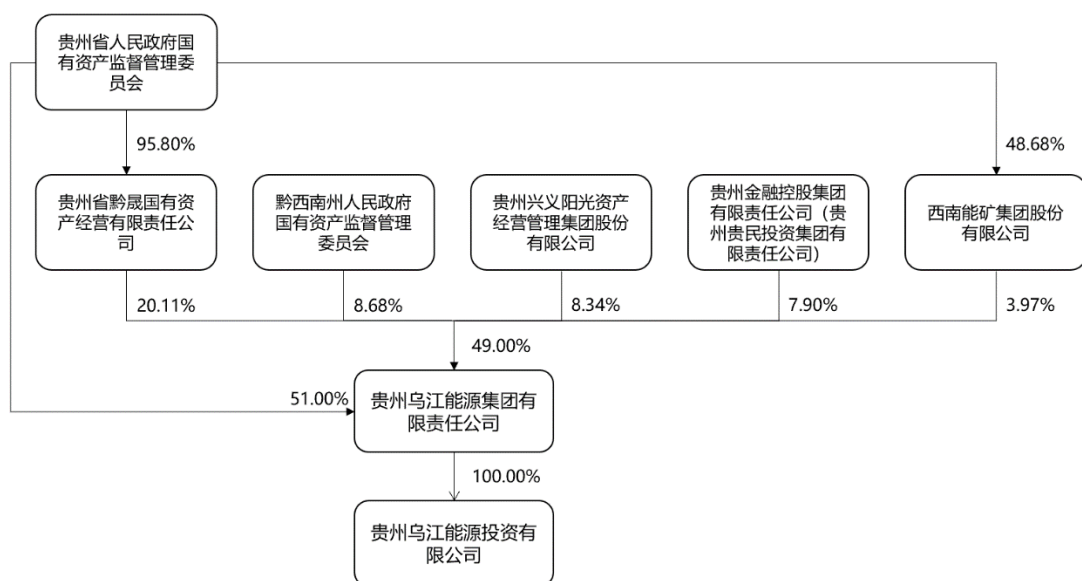 贵州省人民政府国
有资产监督管理委
员会
95.80%
48.68%
贵州省黔晟国有资
产经营有限责任公
司
黔西南州人民政府
国有资产监督管理
委员会
贵州兴义阳光资产
经营管理集团股份
有限公司
贵州金融控股集团
有限责任公司（贵
州贵民投资集团有
限责任公司）
西南能矿集团股份
有限公司
20.11%
8.68%
8.34%
7.90%
3.97%
49.00%
51.00%
贵州乌江能源集团有
限责任公司
100.00%
贵州乌江能源投资有
限公司